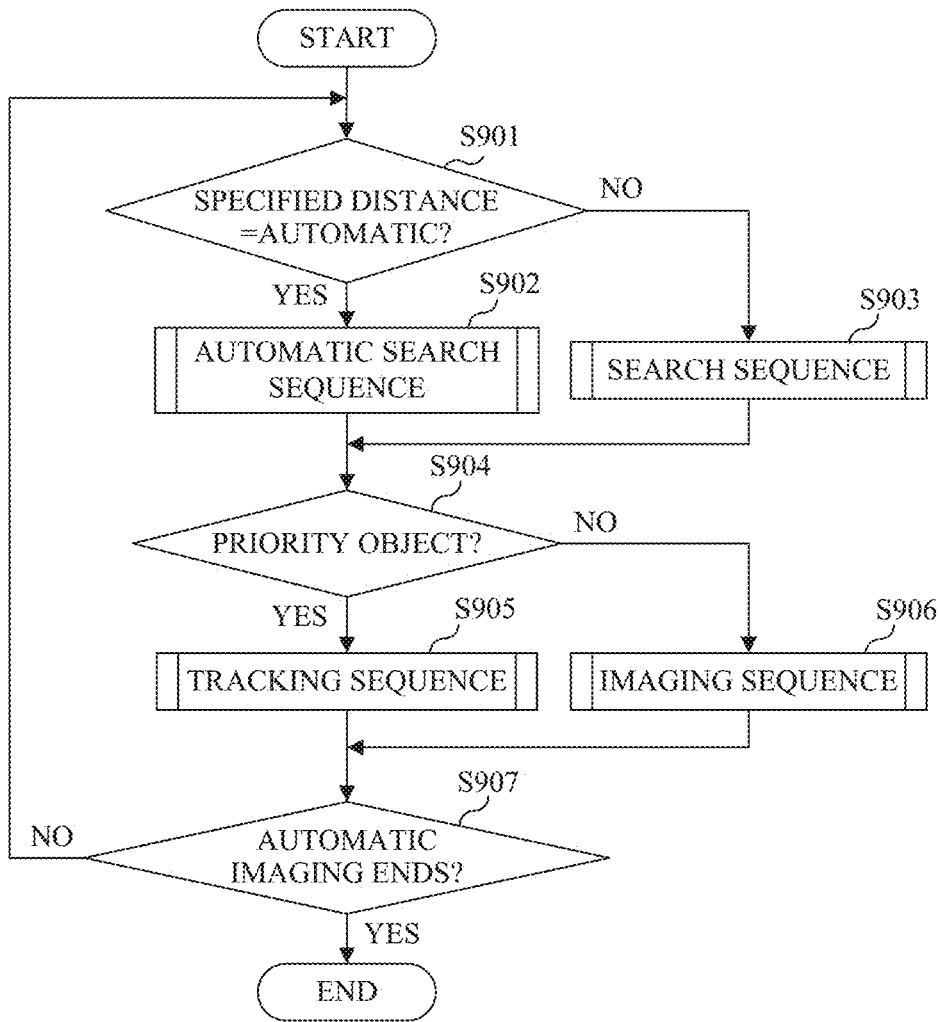 START
S901
SPECIFIED DISTANCE
=AUTOMATIC?
NO
YES
S902
AUTOMATIC SEARCH
SEQUENCE
S903
SEARCH SEQUENCE
S904
PRIORITY OBJECT?
NO
YES
S905
TRACKING SEQUENCE
S906
IMAGING SEQUENCE
S907
NO
AUTOMATIC
IMAGING ENDS?
YES
END